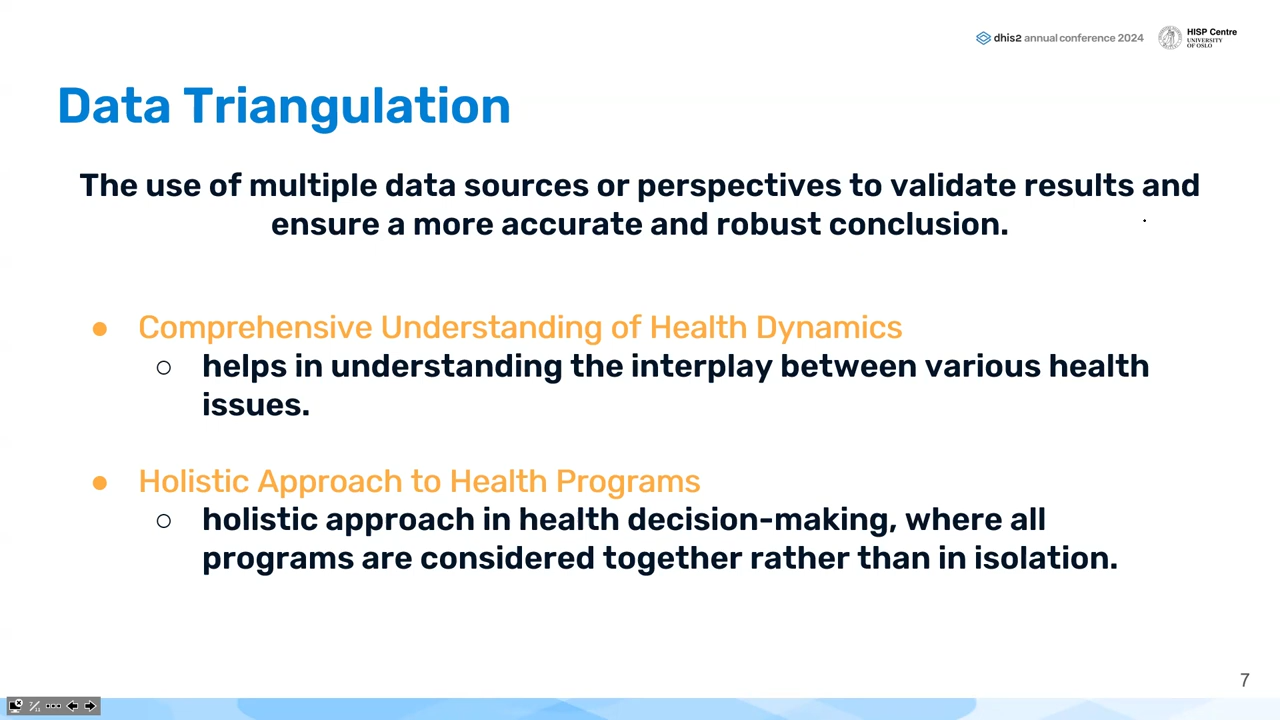 dhis2 annual conference 2024
HISP Centre
UNIVERSITY
OF OSLO
Data Triangulation
The use of multiple data sources or perspectives to validate results and
ensure a more accurate and robust conclusion.
● Comprehensive Understanding of Health Dynamics
○ helps in understanding the interplay between various health
issues.
● Holistic Approach to Health Programs
○ holistic approach in health decision-making, where all
programs are considered together rather than in isolation.
7